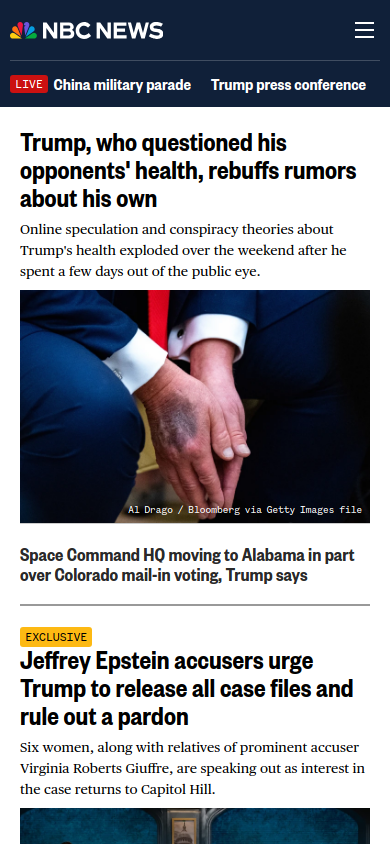 NBC NEWS
LIVE China military parade Trump press conference
Trump, who questioned his
opponents' health, rebuffs rumors
about his own
Online speculation and conspiracy theories about
Trump's health exploded over the weekend after he
spent a few days out of the public eye.
Al Drago / Bloomberg via Getty Images file
Space Command HQ moving to Alabama in part
over Colorado mail-in voting, Trump says
EXCLUSIVE
Jeffrey Epstein accusers urge
Trump to release all case files and
rule out a pardon
Six women, along with relatives of prominent accuser
Virginia Roberts Giuffre, are speaking out as interest in
the case returns to Capitol Hill.